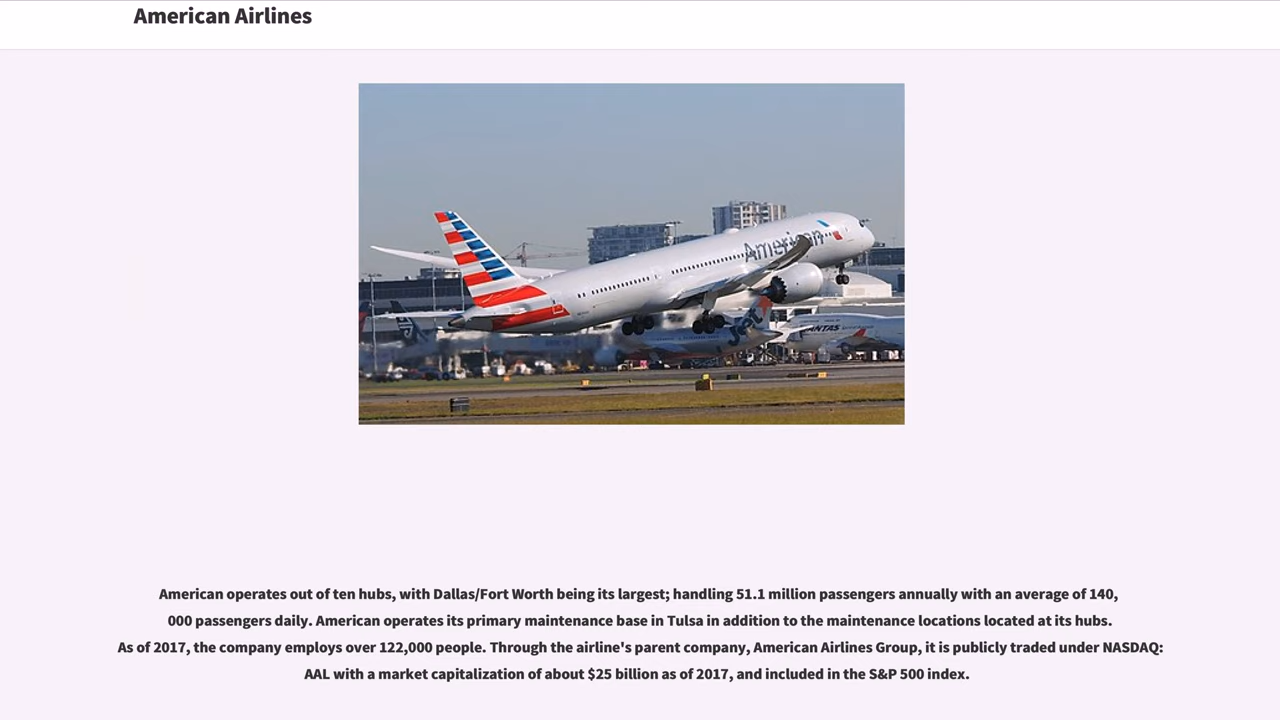 American Airlines
American
QANTAS
American operates out of ten hubs, with Dallas/Fort Worth being its largest; handling 51.1 million passengers annually with an average of 140,
000 passengers daily. American operates its primary maintenance base in Tulsa in addition to the maintenance locations located at its hubs.
As of 2017, the company employs over 122,000 people. Through the airline's parent company, American Airlines Group, it is publicly traded under NASDAQ:
AAL with a market capitalization of about $25 billion as of 2017, and included in the S&P 500 index.